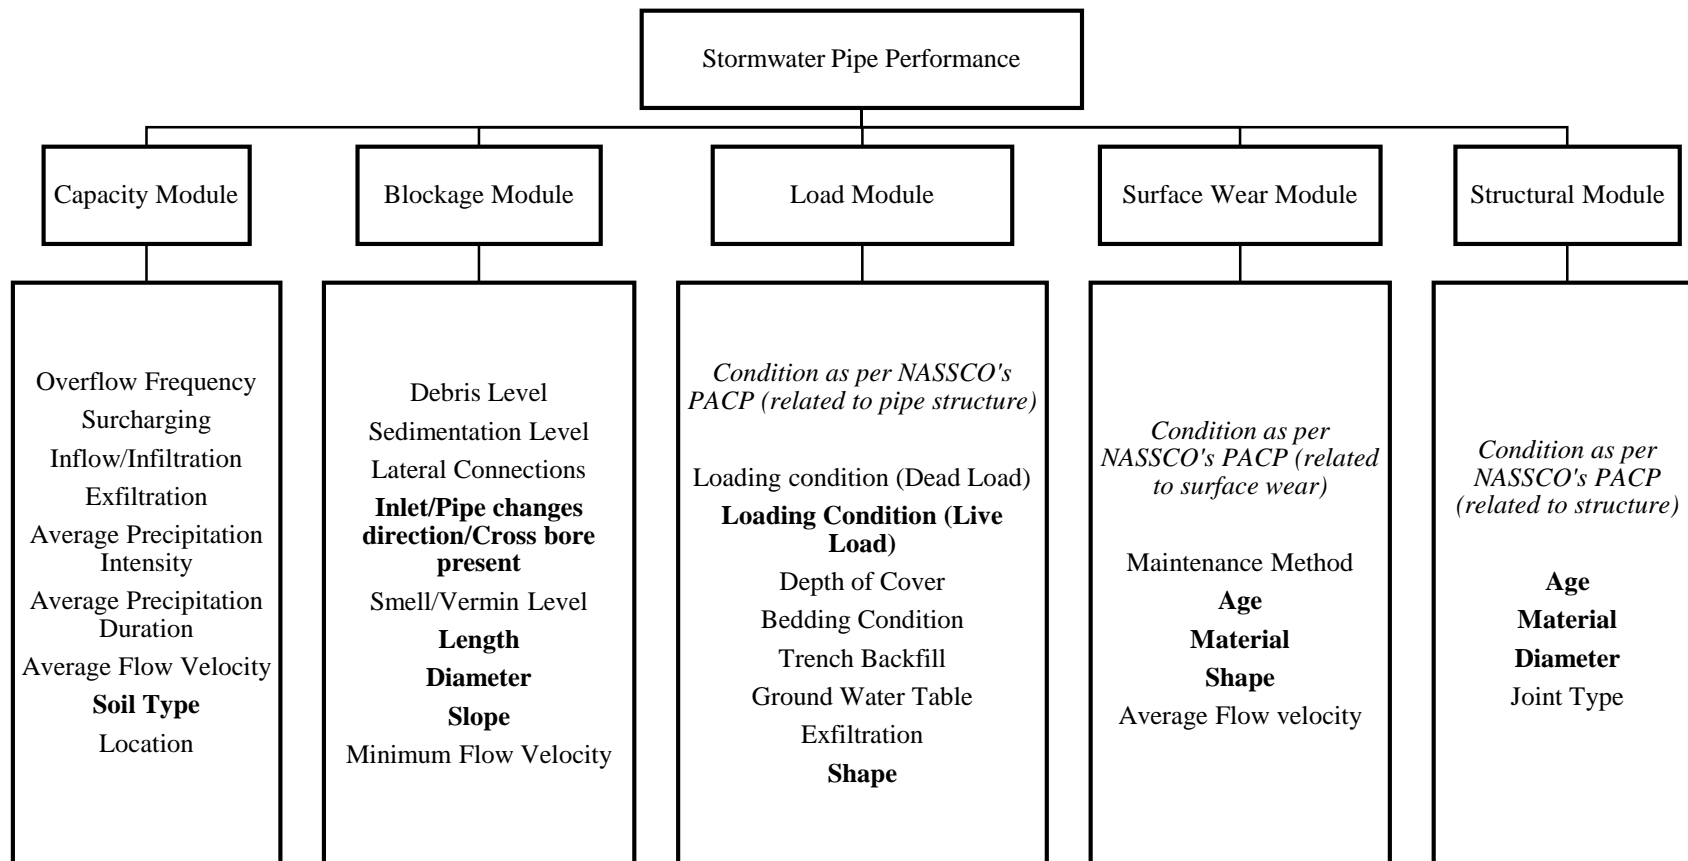 Stormwater Pipe Performance
Capacity Module
Blockage Module
Load Module
Surface Wear Module
Structural Module
Overflow Frequency
Surcharging
Inflow/Infiltration
Exfiltration
Average Precipitation
Intensity
Average Precipitation
Duration
Average Flow Velocity
Soil Type
Location
Debris Level
Sedimentation Level
Lateral Connections
Inlet/Pipe changes
direction/Cross bore
present
Smell/Vermin Level
Length
Diameter
Slope
Minimum Flow Velocity
Condition as per NASSCO's
PACP (related to pipe structure)
Loading condition (Dead Load)
Loading Condition (Live
Load)
Depth of Cover
Bedding Condition
Trench Backfill
Ground Water Table
Exfiltration
Shape
Condition as per
NASSCO's PACP (related
to surface wear)
Maintenance Method
Age
Material
Shape
Average Flow velocity
Condition as per
NASSCO's PACP
(related to structure)
Age
Material
Diameter
Joint Type